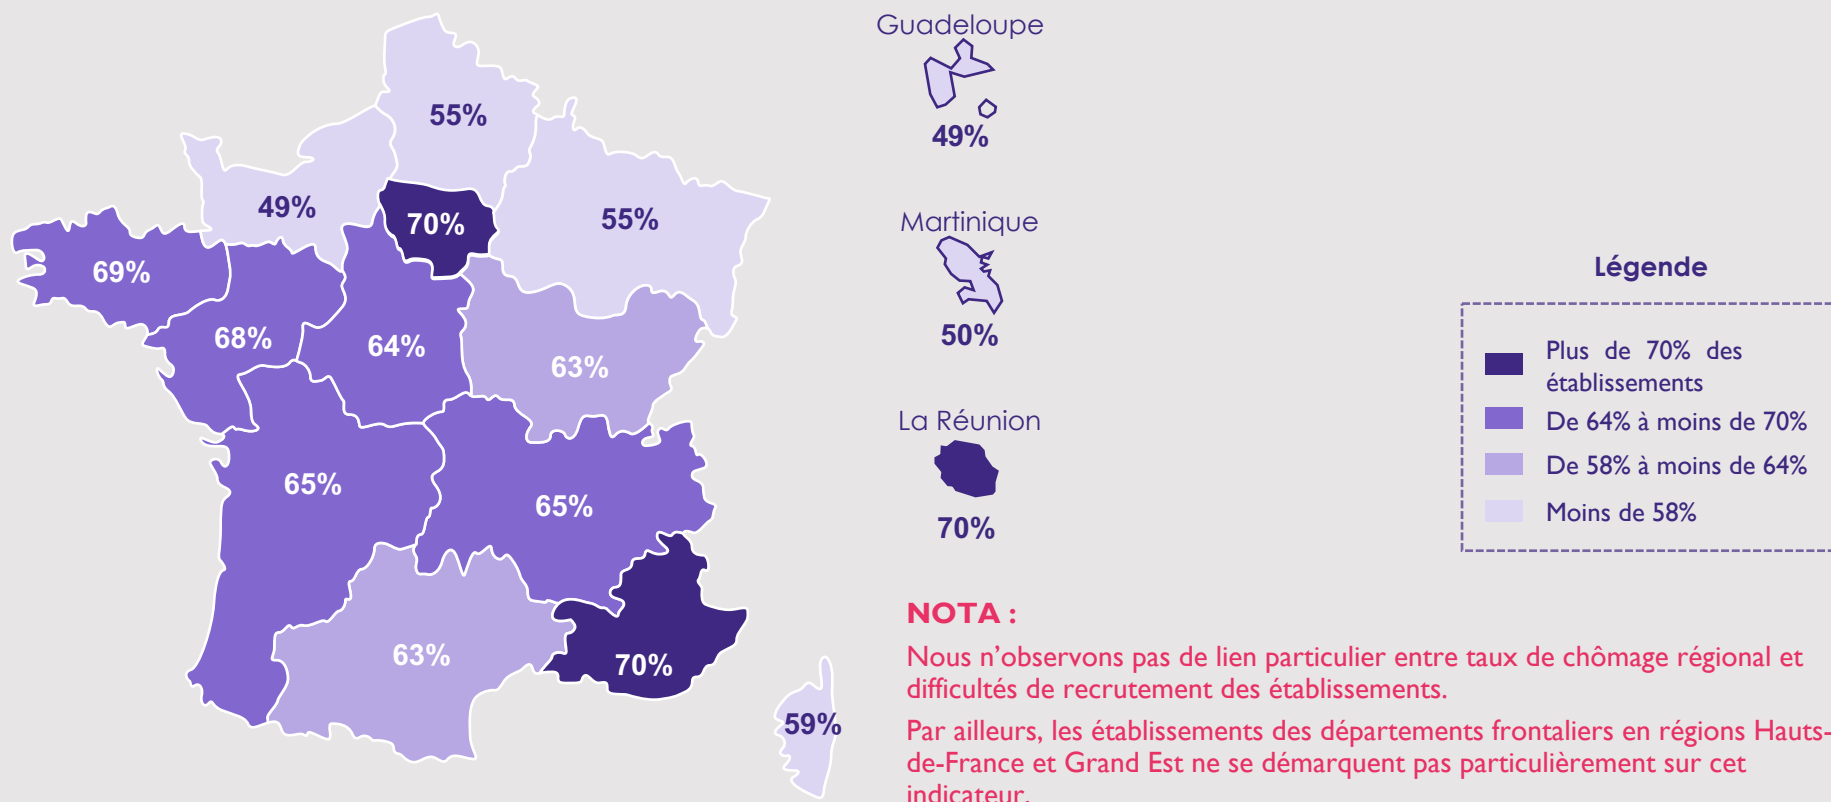 55%
49%
70%
55%
69%
68%
64%
63%
65%
65%
63%
70%
59%
Guadeloupe
49%
Martinique
50%
La Réunion
70%
Légende
Plus de 70% des
établissements
De 64% à moins de 70%
De 58% à moins de 64%
Moins de 58%
NOTA :
Nous n’observons pas de lien particulier entre taux de chômage régional et
difficultés de recrutement des établissements.
Par ailleurs, les établissements des départements frontaliers en régions Hauts-
de-France et Grand Est ne se démarquent pas particulièrement sur cet
indicateur.